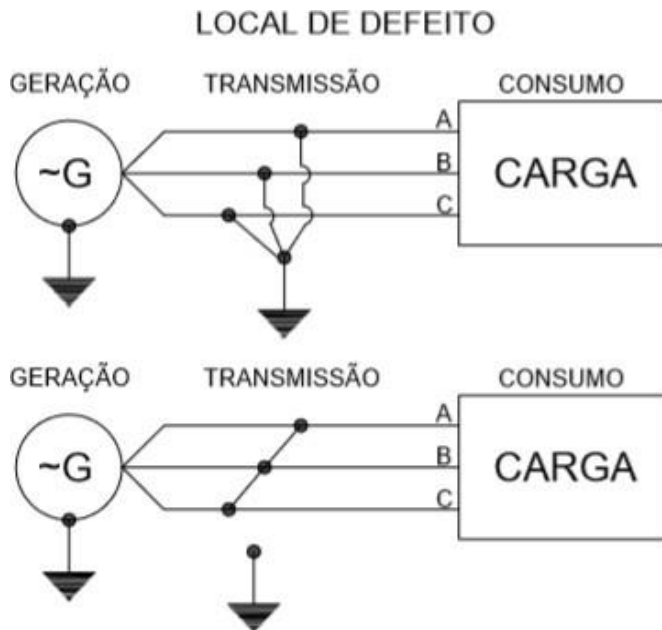 LOCAL DE DEFEITO
GERAÇÃO TRANSMISSÃO CONSUMO
A
~G B CARGA
C
GERAÇÃO TRANSMISSÃO CONSUMO
A
~G B CARGA
C